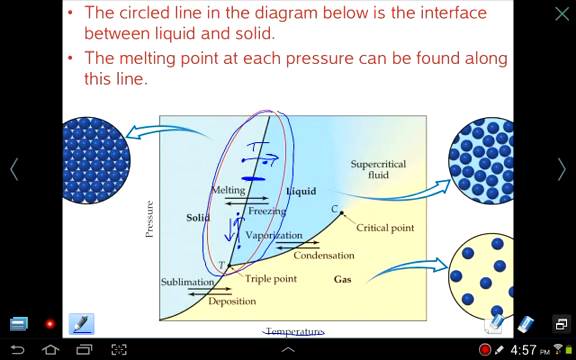 • The circled line in the diagram below is the interface
between liquid and solid.
• The melting point at each pressure can be found along
this line.
T
Supercritical
fluid
Melting
Liquid
Solid
Freezing
C
Pressure
Vaporization
Critical point
Condensation
T
Sublimation
Triple point
Gas
Deposition
Temperature
4:57 PM